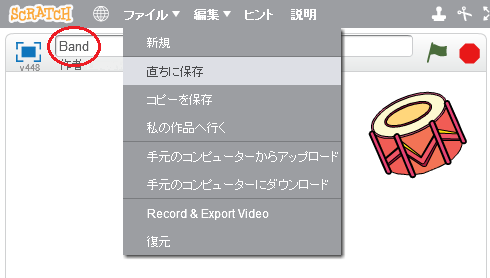 SCRATCH ファイル▼ 編集▼ ヒント 説明
Band
作者
v448
新規
直ちに保存
コピーを保存
私の作品へ行く
手元のコンピューターからアップロード
手元のコンピューターにダウンロード
Record & Export Video
復元